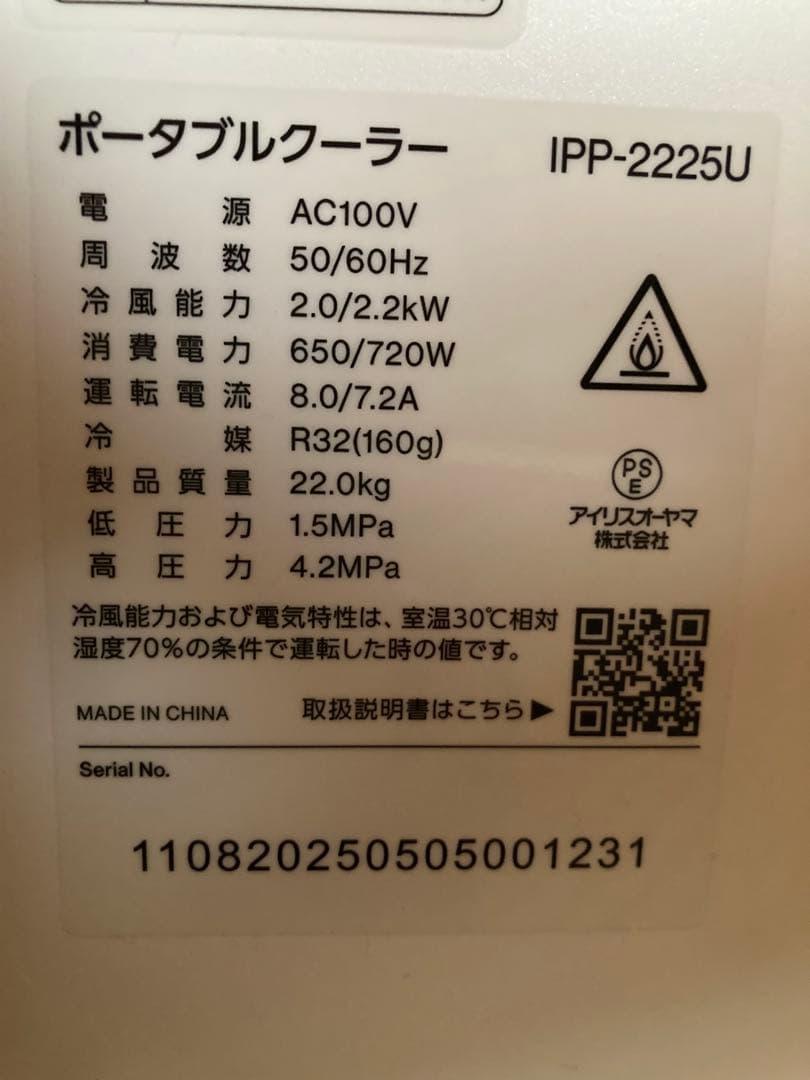 ポータブルクーラー IPP-2225U
電源 AC100V
周波数 50/60Hz
冷風能力 2.0/2.2kW
消費電力 650/720W
運転電流 8.0/7.2A
冷媒 R32(160g)
製品質量 22.0kg
低圧力 1.5MPa
高圧力 4.2MPa
PS
E
アイリスオーヤマ
株式会社
冷風能力および電気特性は、室温30℃相対
湿度70%の条件で運転した時の値です。
MADE IN CHINA 取扱説明書はこちら▶
Serial No.
110820250505001231